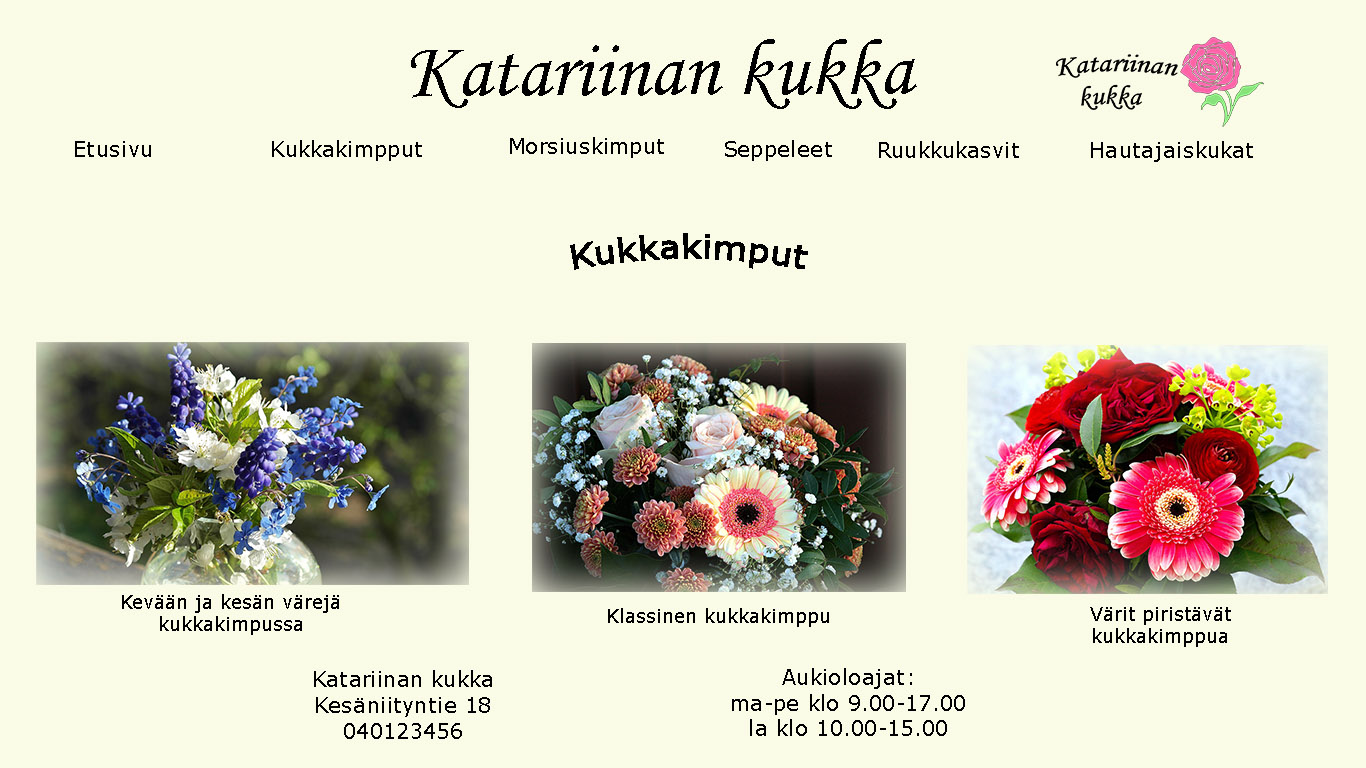 Katariinan kukka
Katariinan
kukka
Etusivu
Kukkakimpput
Morsiuskimput
Seppeleet
Ruukkukasvit
Hautajaiskukat
Kukkakimput
Kevään ja kesän värejä
kukkakimpussa
Klassinen kukkakimppu
Värit piristävät
kukkakimppua
Katariinan kukka
Kesäniityntie 18
040123456
Aukioloajat:
ma-pe klo 9.00-17.00
la klo 10.00-15.00